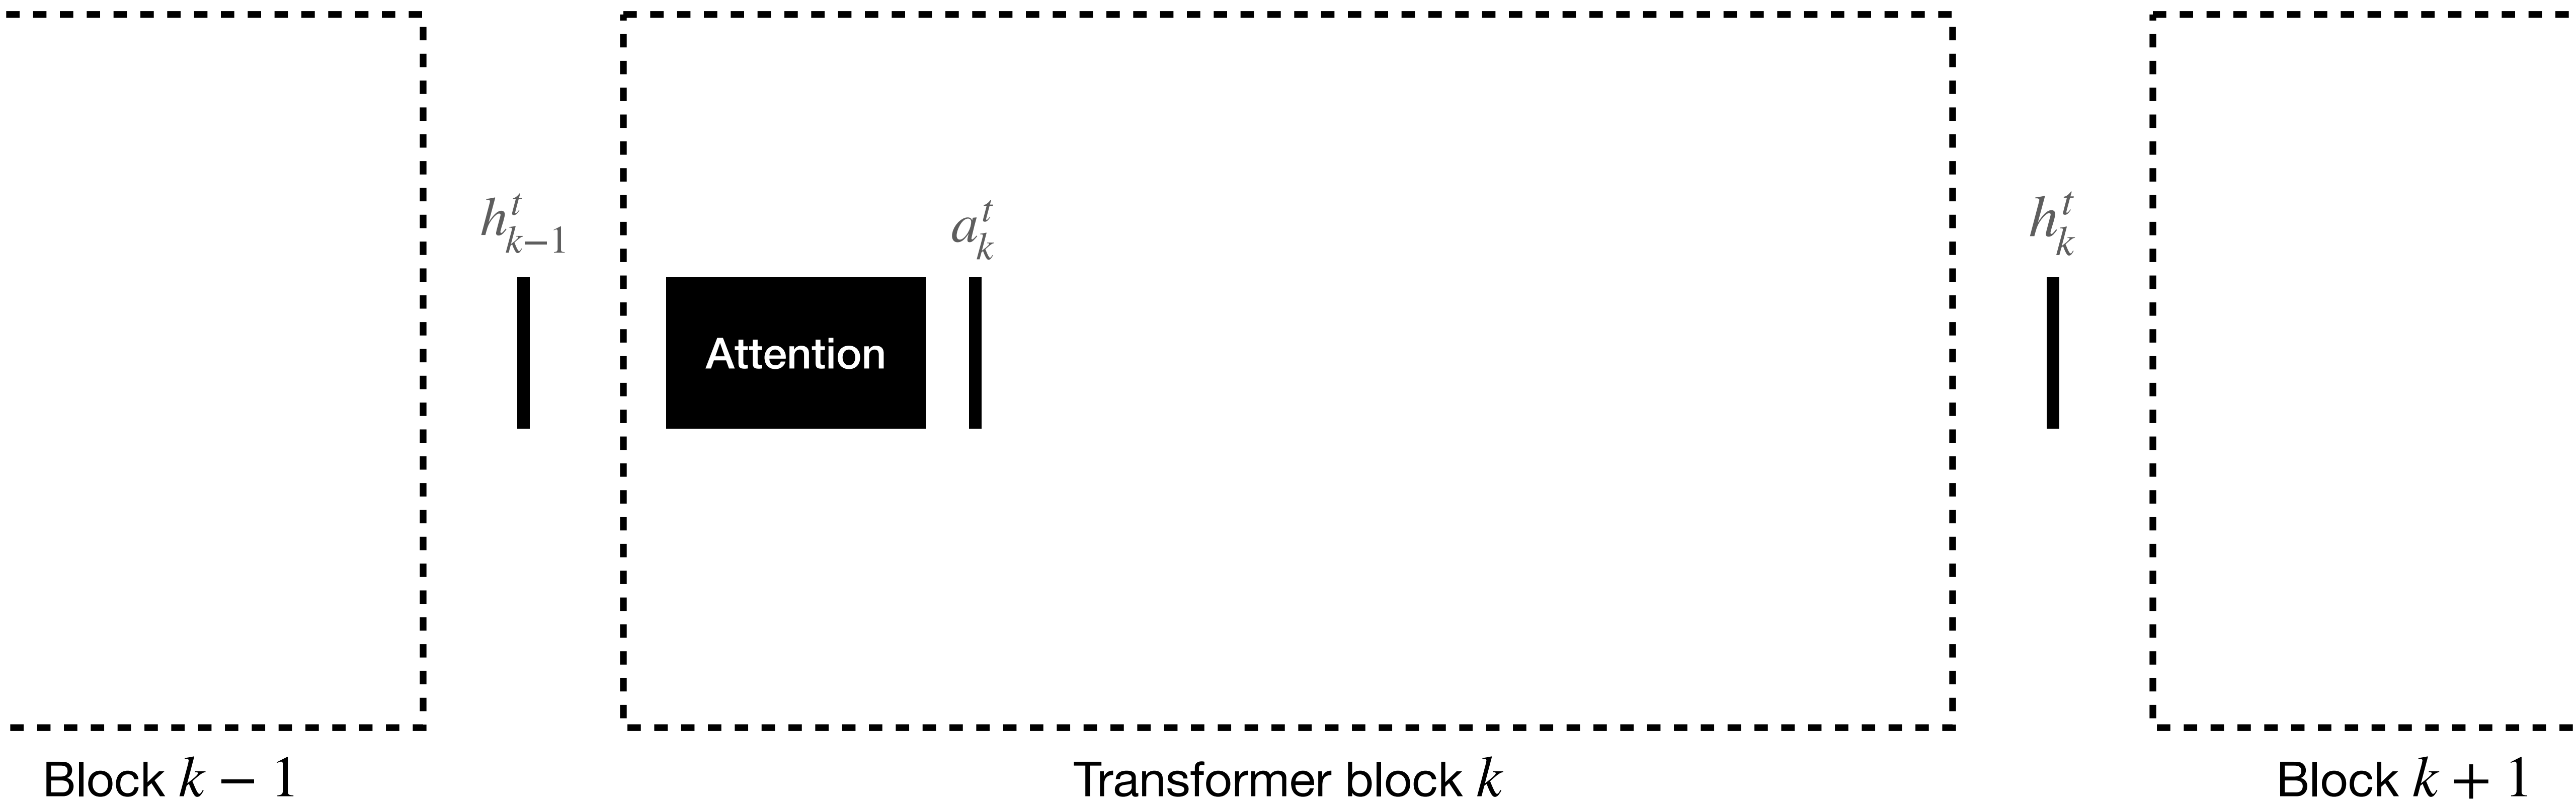 h^t_{k−1}
a^t_k
h^t_k
Attention
Block k − 1
Transformer block k
Block k + 1